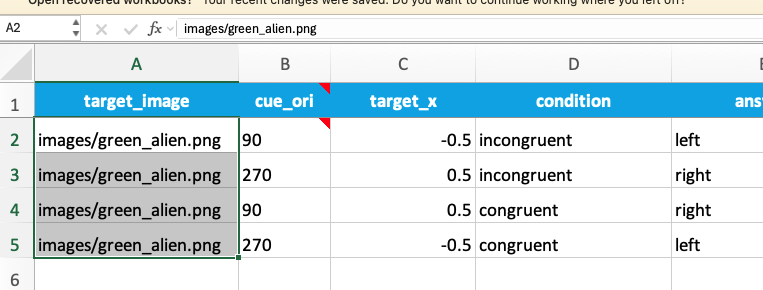 Open recovered workbooks? Your recent changes were saved. Do you want to continue working where you left off?
A2 fx images/green_alien.png
A B C D
1 target_image cue_ori target_x condition ans
2 images/green_alien.png 90 -0.5 incongruent left
3 images/green_alien.png 270 0.5 incongruent right
4 images/green_alien.png 90 0.5 congruent right
5 images/green_alien.png 270 -0.5 congruent left
6